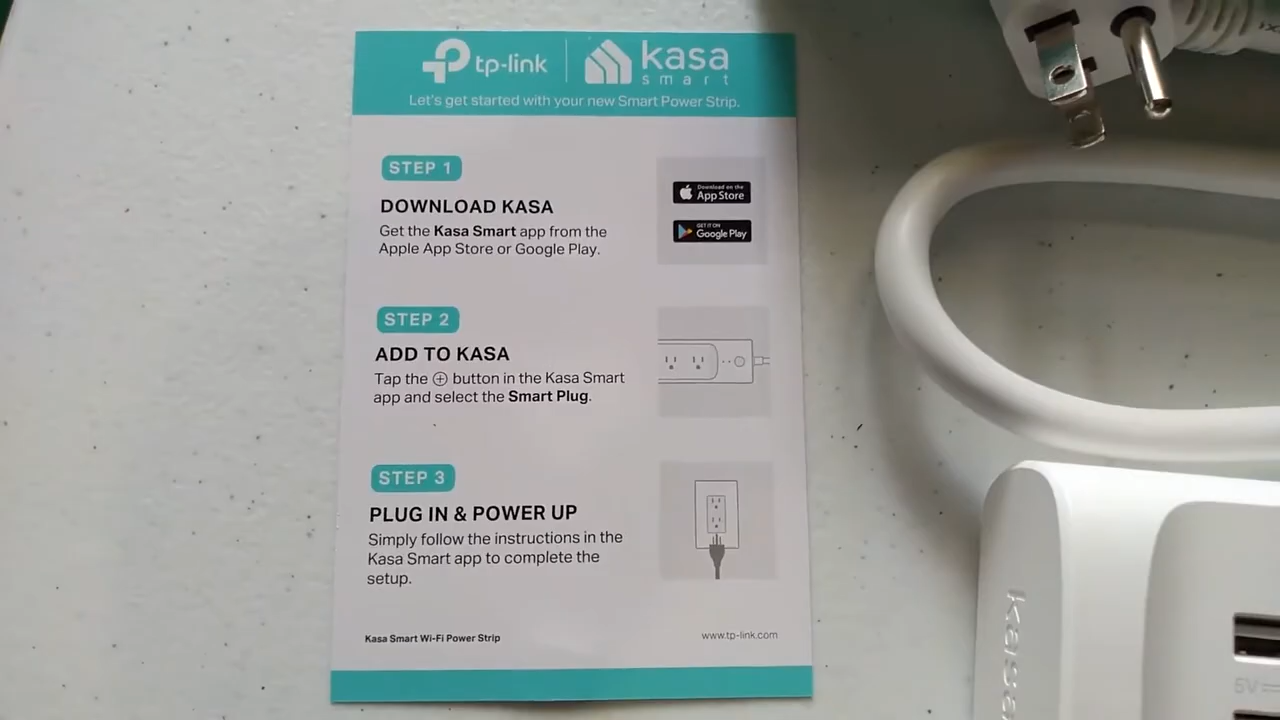 tp-link
kasa
smart
Let's get started with your new Smart Power Strip.
STEP 1
DOWNLOAD KASA
Get the Kasa Smart app from the
Apple App Store or Google Play.
Download on the
App Store
GET IT ON
Google Play
STEP 2
ADD TO KASA
Tap the ⊕ button in the Kasa Smart
app and select the Smart Plug.
STEP 3
PLUG IN & POWER UP
Simply follow the instructions in the
Kasa Smart app to complete the
setup.
Kasa Smart Wi-Fi Power Strip
www.tp-link.com
kasa
5V